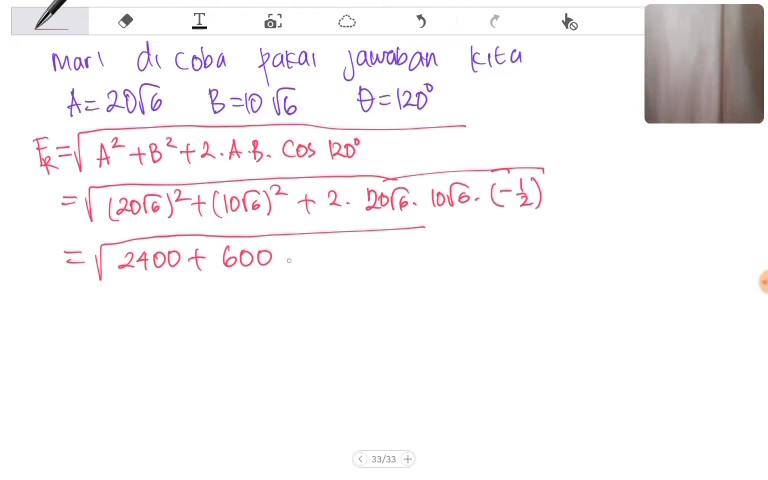 T
Mari di coba pakai jawaban kita
A=20√6 B=10√6 θ=120°
F_R=√(A²+B²+2.A.B. Cos 120°)
=√((20√6)²+(10√6)²+2. 20√6. 10√6. (-1/2))
=√(2400+600
33/33